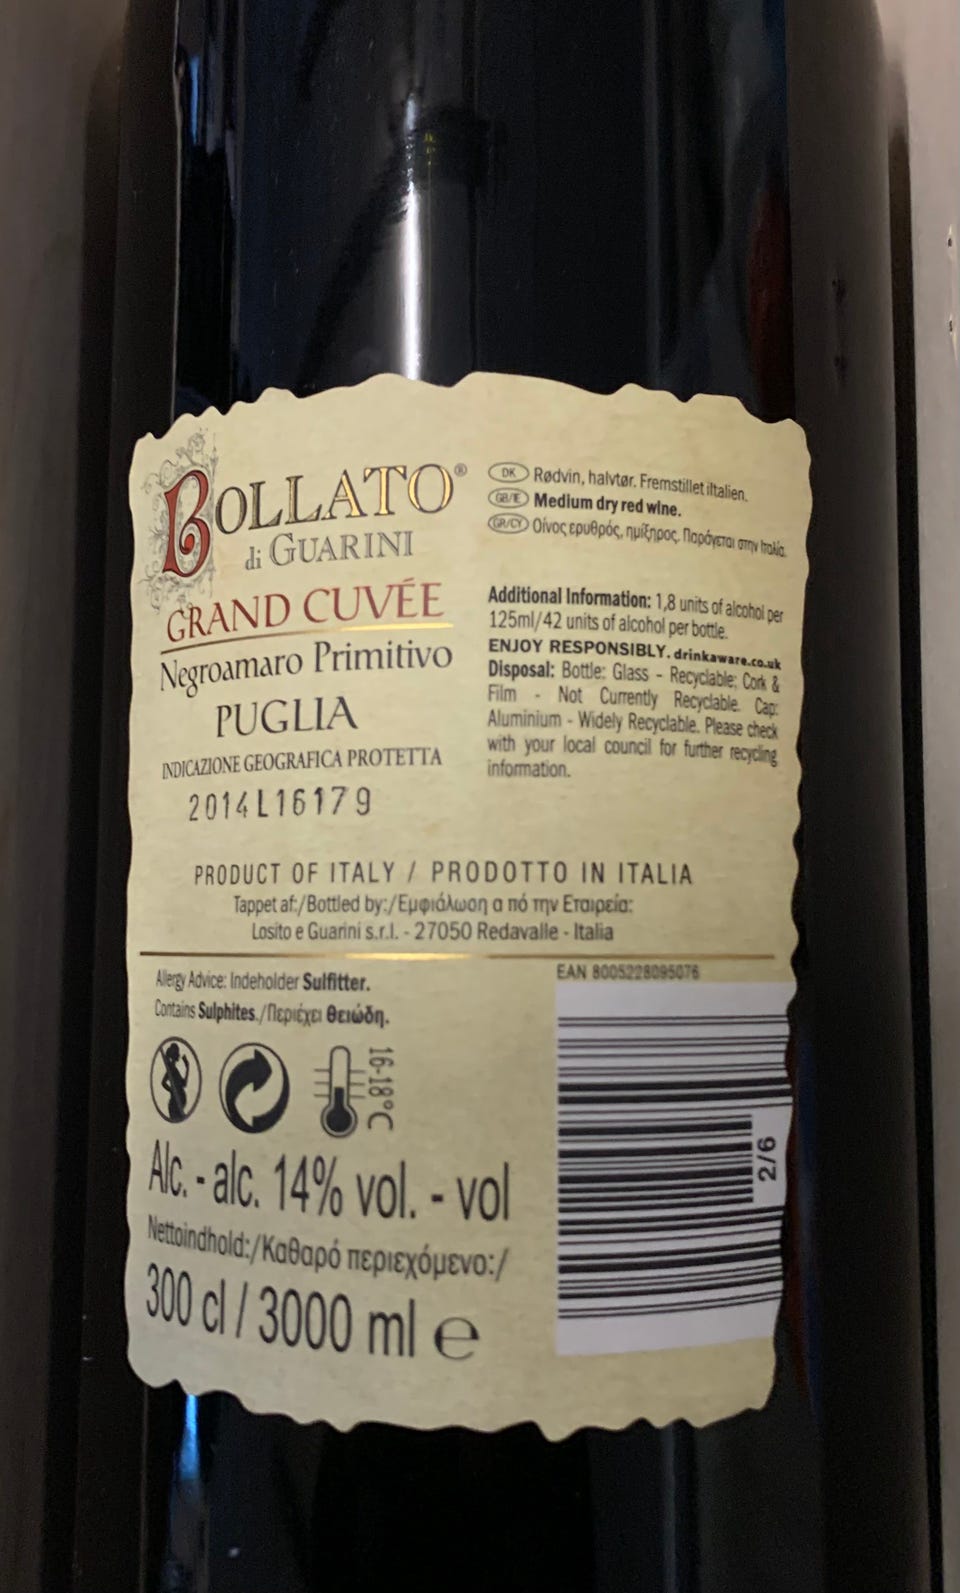 BOLLATO®
di GUARINI
GRAND CUVÉE
Negroamaro Primitivo
PUGLIA
INDICAZIONE GEOGRAFICA PROTETTA
2014L16179
DK Rødvin, halvtør. Fremstillet iItalien.
GB/IE Medium dry red wine.
GR/CY Οίνος ερυθρός, ημίξηρος. Παράγεται στην Ιταλία.
Additional Information: 1,8 units of alcohol per
125ml/42 units of alcohol per bottle.
ENJOY RESPONSIBLY. drinkaware.co.uk
Disposal: Bottle: Glass - Recyclable; Cork &
Film - Not Currently Recyclable. Cap:
Aluminium - Widely Recyclable. Please check
with your local council for further recycling
information.
PRODUCT OF ITALY / PRODOTTO IN ITALIA
Tappet af:/Bottled by:/Εμφιάλωση α πό την Εταιρεία:
Losito e Guarini s.r.l. - 27050 Redavalle - Italia
Allergy Advice: Indeholder Sulfitter.
Contains Sulphites./Περιέχει θειώδη.
16-18°C
Alc. - alc. 14% vol. - vol
Nettoindhold:/Καθαρό περιεχόμενο:/
300 cl / 3000 ml e
EAN 8005228095076
2/6